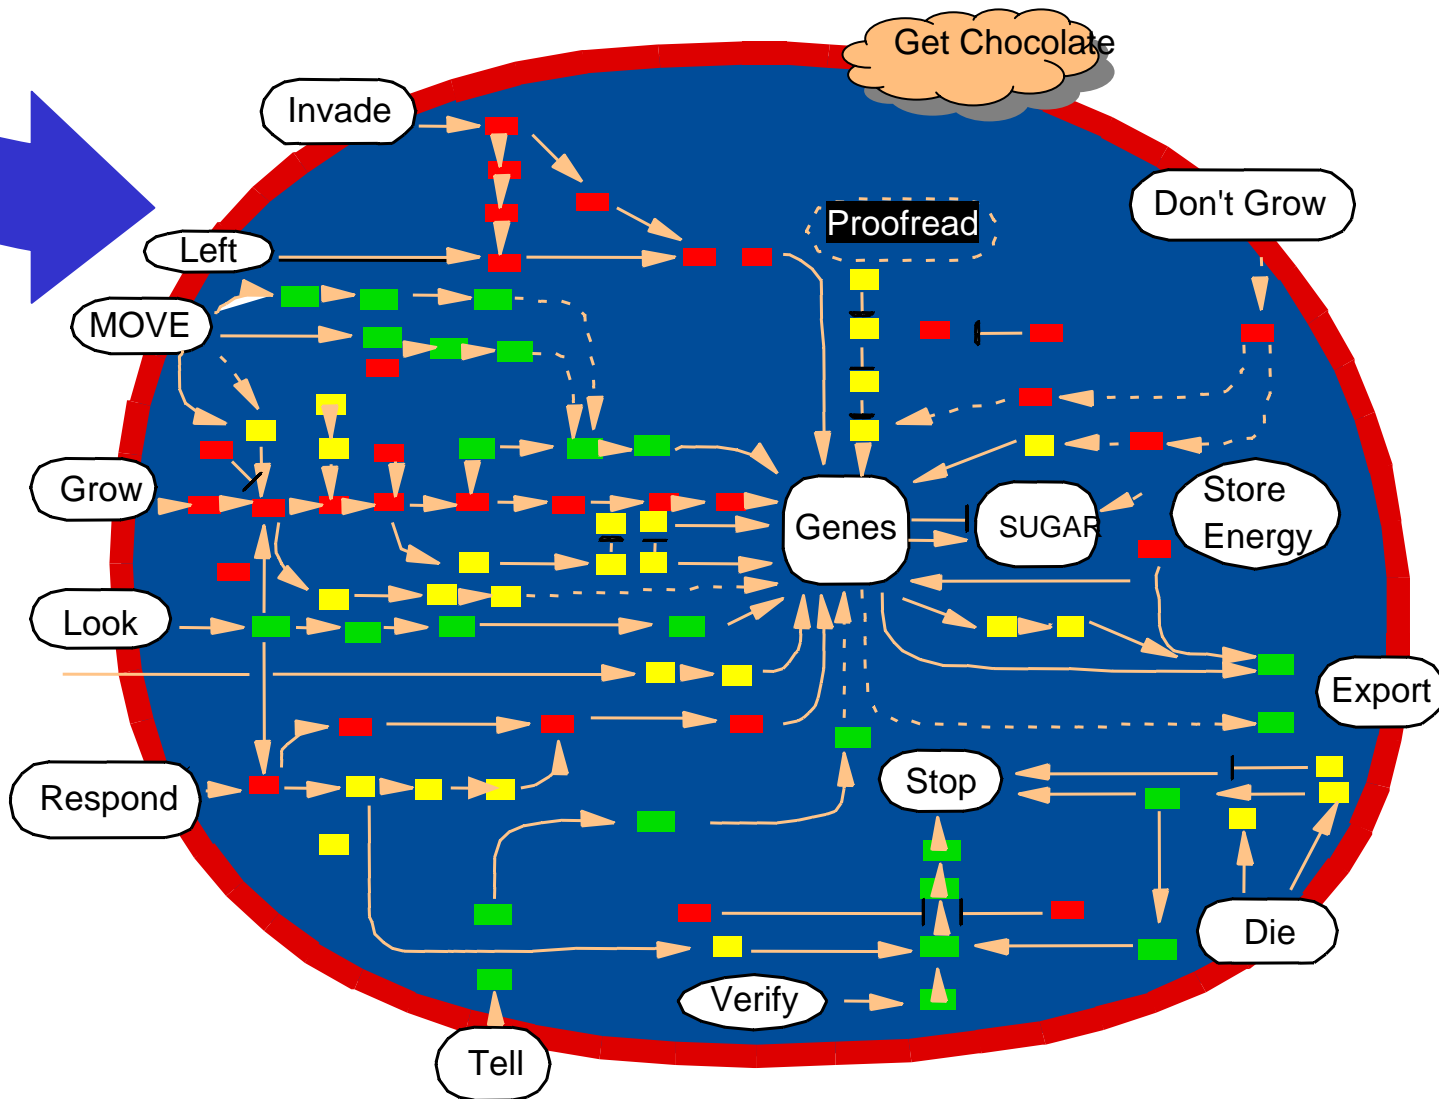 Get Chocolate
Invade
Don't Grow
Proofread
Left
MOVE
Grow
Store
Energy
Genes
SUGAR
Look
Export
Respond
Stop
Die
Verify
Tell